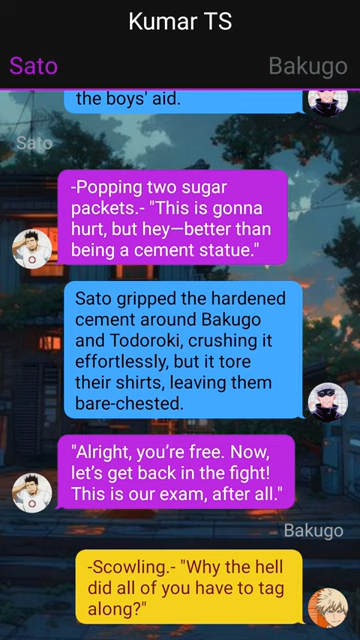 Kumar TS
Sato
Bakugo
the boys' aid.
Sato
-Popping two sugar
packets.- "This is gonna
hurt, but hey—better than
being a cement statue."
Sato gripped the hardened
cement around Bakugo
and Todoroki, crushing it
effortlessly, but it tore
their shirts, leaving them
bare-chested.
"Alright, you're free. Now,
let's get back in the fight!
This is our exam, after all."
Bakugo
-Scowling.- "Why the hell
did all of you have to tag
along?"